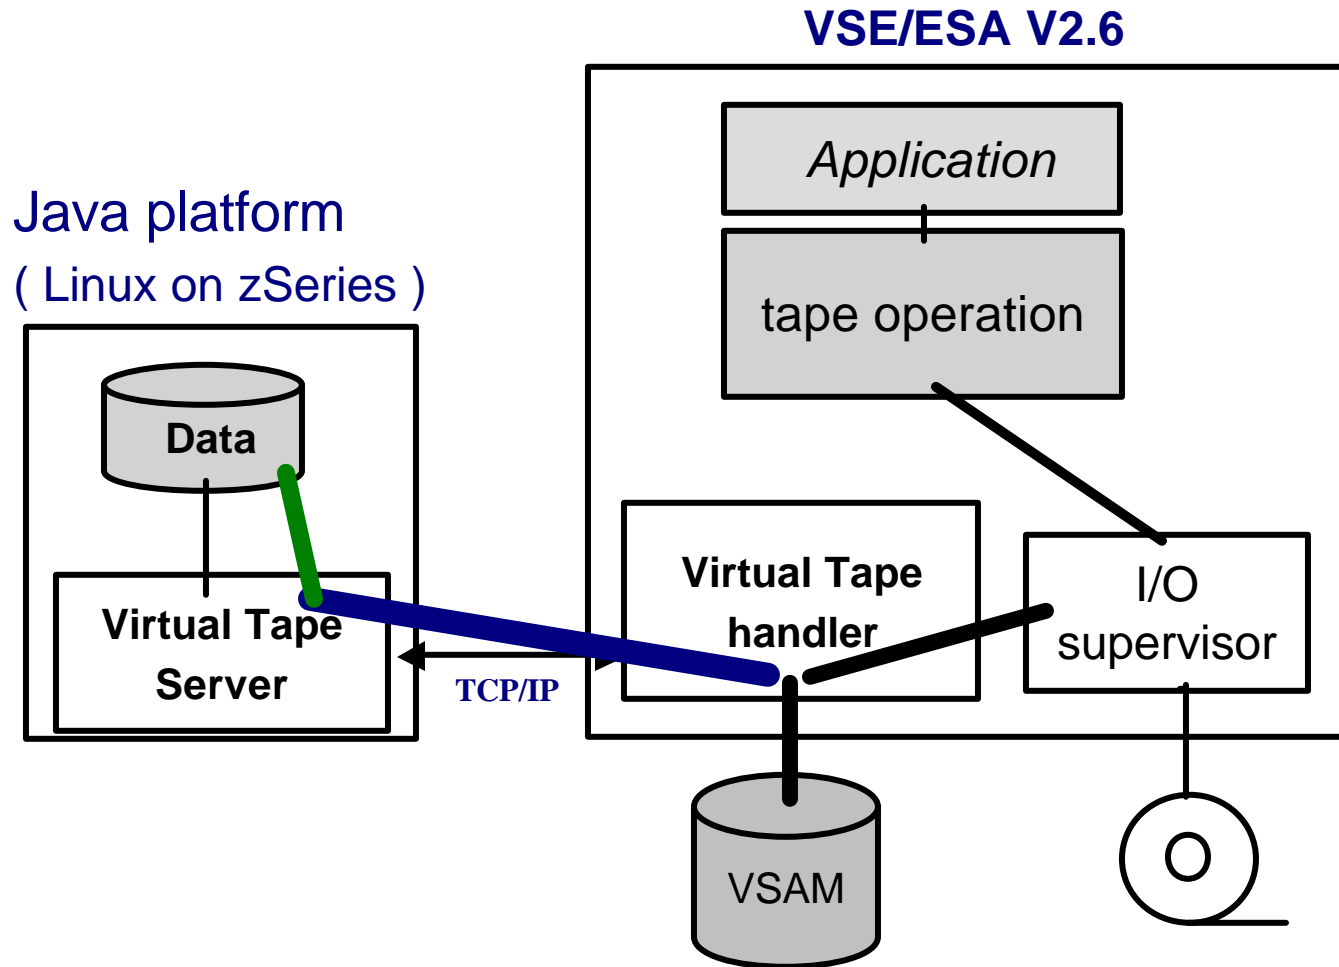 VSE/ESA V2.6
Application
tape operation
Java platform
( Linux on zSeries )
Data
Virtual Tape
Server
TCP/IP
Virtual Tape
handler
I/O
supervisor
VSAM